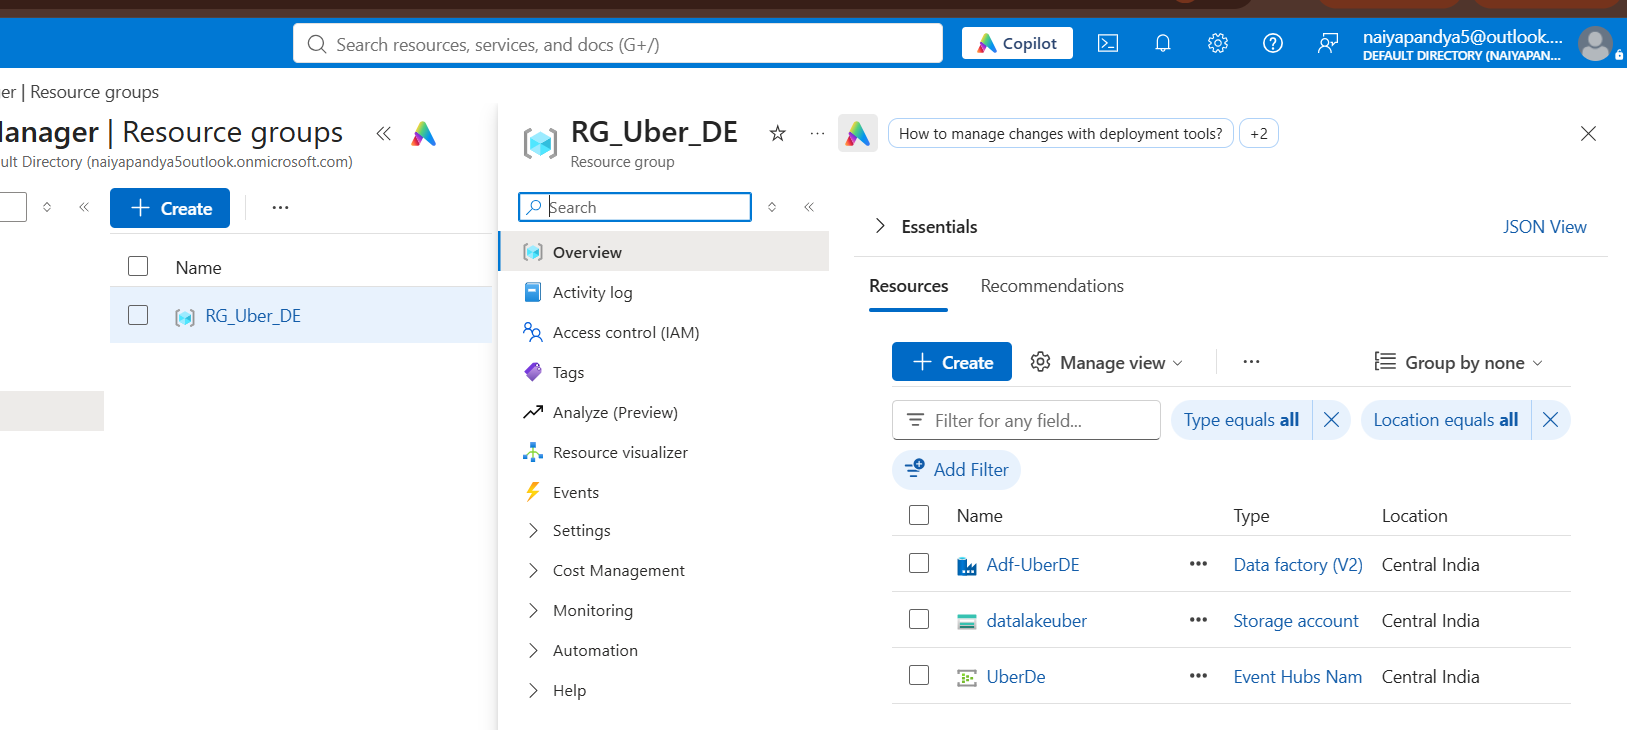 Search resources, services, and docs (G+/)
Copilot
naiyapandya5@outlook....
DEFAULT DIRECTORY (NAIYAPAN...
er | Resource groups
anager | Resource groups
ult Directory (naiyapandya5outlook.onmicrosoft.com)
Create
...
Name
RG_Uber_DE
RG_Uber_DE
Resource group
...
How to manage changes with deployment tools?
+2
Search
Overview
Activity log
Access control (IAM)
Tags
Analyze (Preview)
Resource visualizer
Events
Settings
Cost Management
Monitoring
Automation
Help
Essentials
JSON View
Resources
Recommendations
Create
Manage view
...
Group by none
Filter for any field...
Type equals all
Location equals all
Add Filter
Name Type Location
Adf-UberDE ... Data factory (V2) Central India
datalakeuber ... Storage account Central India
UberDe ... Event Hubs Nam Central India